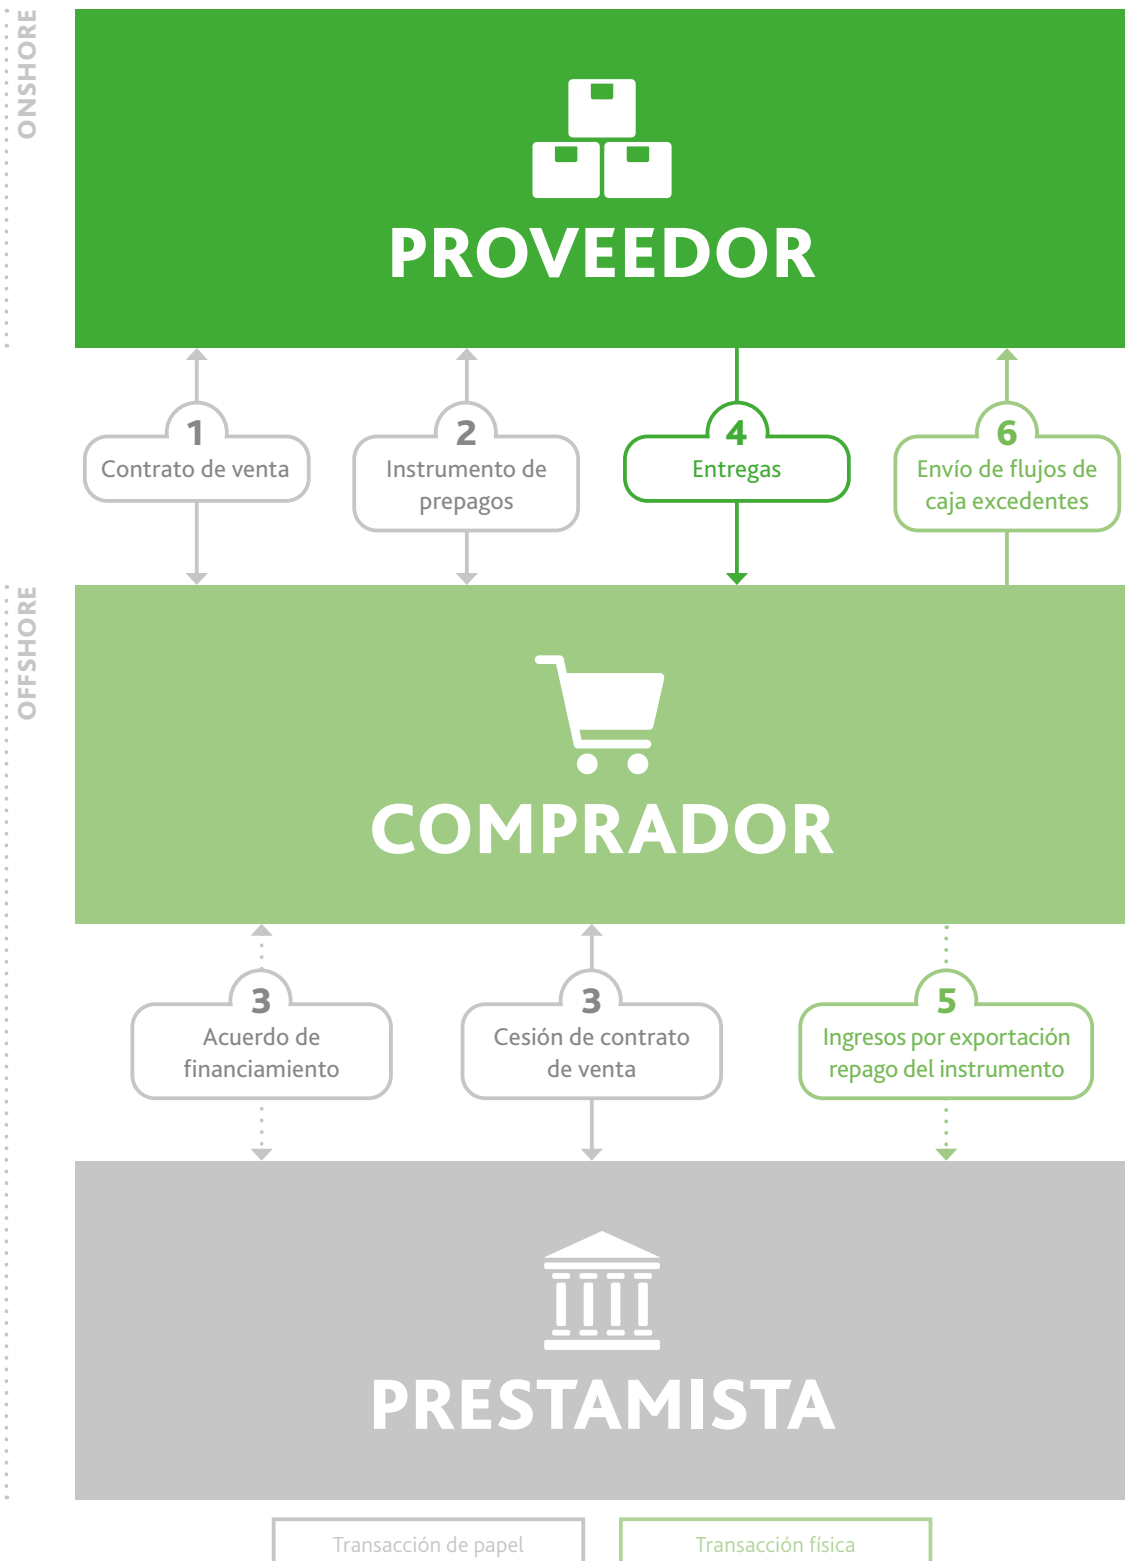 ONSHORE
PROVEEDOR
1
Contrato de venta
2
Instrumento de
prepagos
4
Entregas
6
Envío de flujos de
caja excedentes
OFFSHORE
COMPRADOR
3
Acuerdo de
financiamiento
3
Cesión de contrato
de venta
5
Ingresos por exportación
repago del instrumento
PRESTAMISTA
Transacción de papel
Transacción física